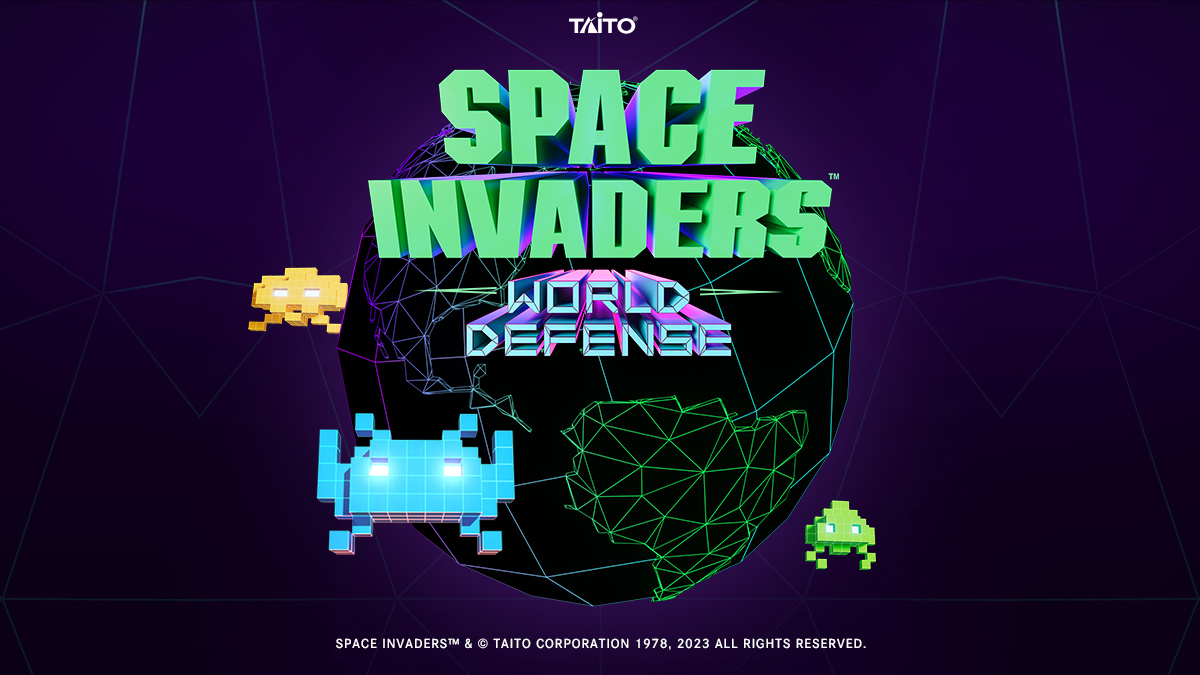 TAITO®
SPACE
INVADERS™
WORLD
DEFENSE
SPACE INVADERS™ & © TAITO CORPORATION 1978, 2023 ALL RIGHTS RESERVED.